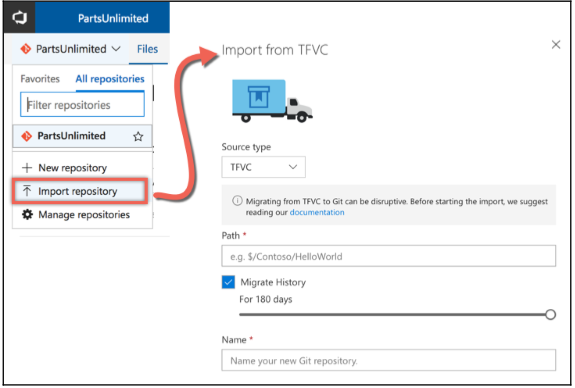 PartsUnlimited
PartsUnlimited
Files
Favorites
All repositories
Filter repositories
PartsUnlimited
New repository
Import repository
Manage repositories
Import from TFVC
Source type
TFVC
Migrating from TFVC to Git can be disruptive. Before starting the import, we suggest
reading our documentation
Path *
e.g. $/Contoso/HelloWorld
Migrate History
For 180 days
Name *
Name your new Git repository.